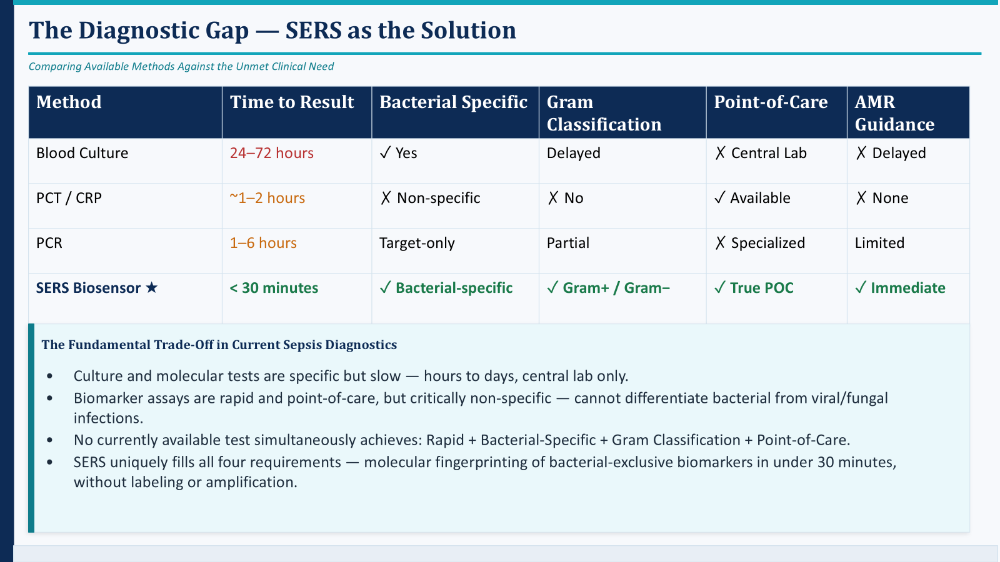 The Diagnostic Gap — SERS as the Solution
Comparing Available Methods Against the Unmet Clinical Need
Method
Time to Result
Bacterial Specific
Gram
Classification
Point-of-Care
AMR
Guidance
Blood Culture
24–72 hours
✓ Yes
Delayed
✗ Central Lab
✗ Delayed
PCT / CRP
~1–2 hours
✗ Non-specific
✗ No
✓ Available
✗ None
PCR
1–6 hours
Target-only
Partial
✗ Specialized
Limited
SERS Biosensor ★
< 30 minutes
✓ Bacterial-specific
✓ Gram+ / Gram−
✓ True POC
✓ Immediate
The Fundamental Trade-Off in Current Sepsis Diagnostics
• Culture and molecular tests are specific but slow — hours to days, central lab only.
• Biomarker assays are rapid and point-of-care, but critically non-specific — cannot differentiate bacterial from viral/fungal
infections.
• No currently available test simultaneously achieves: Rapid + Bacterial-Specific + Gram Classification + Point-of-Care.
• SERS uniquely fills all four requirements — molecular fingerprinting of bacterial-exclusive biomarkers in under 30 minutes,
without labeling or amplification.